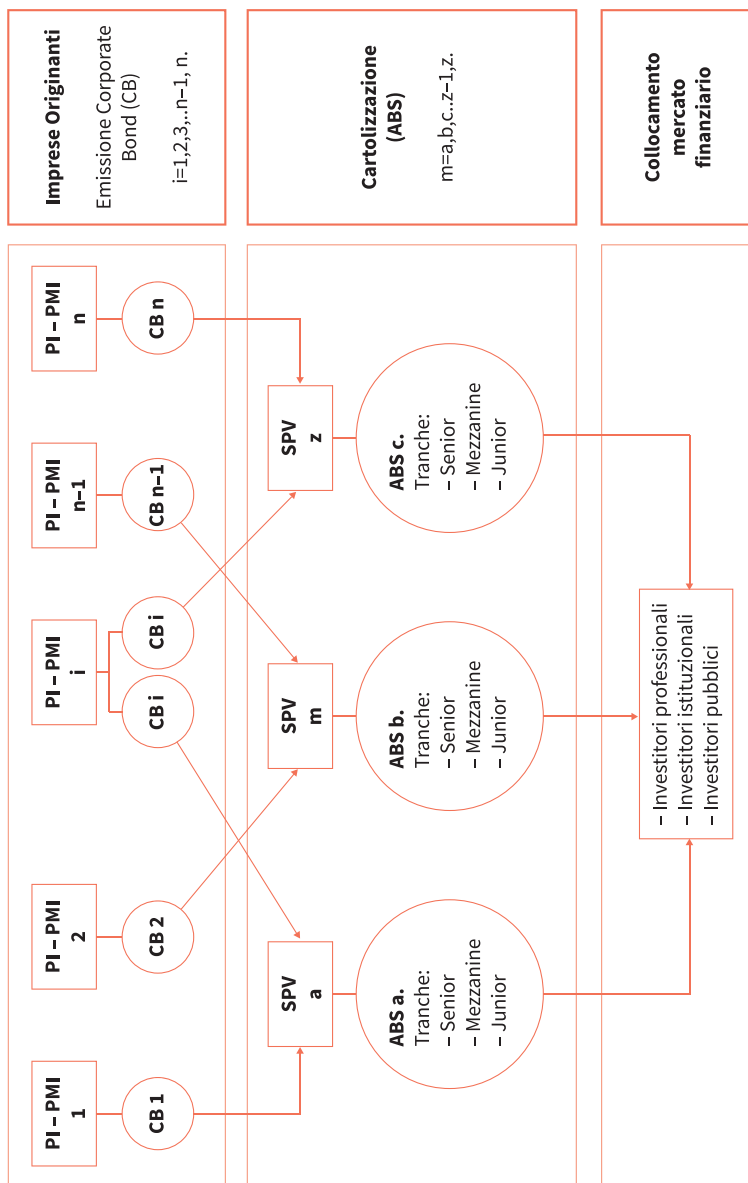 PI – PMI
1
PI – PMI
2
PI – PMI
i
PI – PMI
n–1
PI – PMI
n
Imprese Originanti
Emissione Corporate
Bond (CB)
i=1,2,3,..n–1, n.
CB 1
CB 2
CB i
CB i
CB n–1
CB n
SPV
a
SPV
m
SPV
z
Cartolizzazione
(ABS)
m=a,b,c..z–1,z.
ABS a.
Tranche:
– Senior
– Mezzanine
– Junior
ABS b.
Tranche:
– Senior
– Mezzanine
– Junior
ABS c.
Tranche:
– Senior
– Mezzanine
– Junior
– Investitori professionali
– Investitori istituzionali
– Investitori pubblici
Collocamento
mercato
finanziario